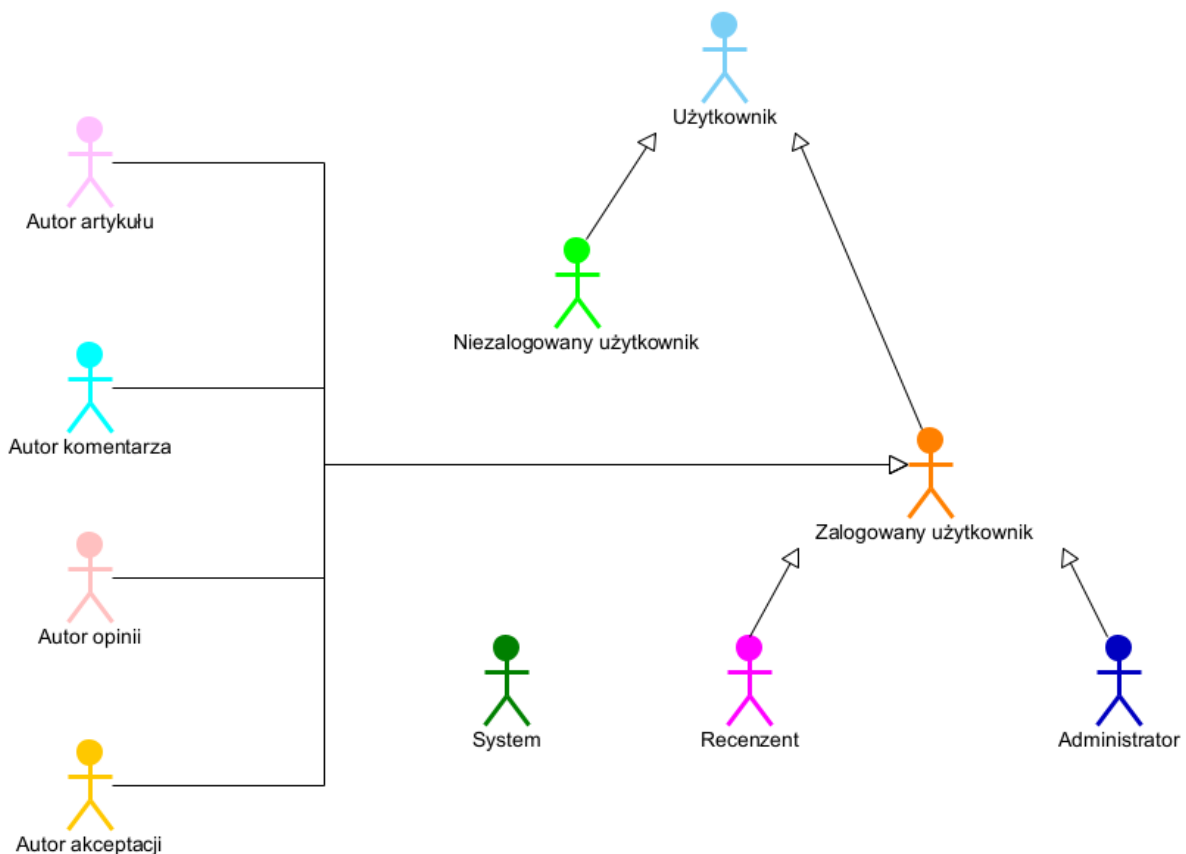 Użytkownik
Autor artykułu
Niezalogowany użytkownik
Autor komentarza
Zalogowany użytkownik
Autor opinii
System
Recenzent
Administrator
Autor akceptacji